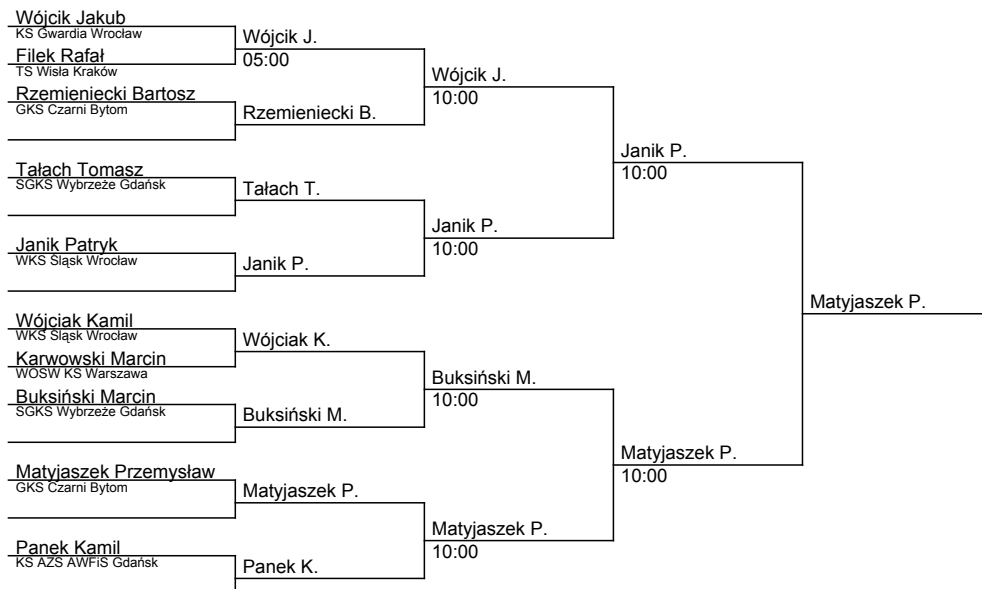 Wójcik Jakub
KS Gwardia Wrocław
Filek Rafał
TS Wisła Kraków
Rzemieniecki Bartosz
GKS Czarni Bytom
Tałach Tomasz
SGKS Wybrzeże Gdańsk
Janik Patryk
WKS Śląsk Wrocław
Wójciak Kamil
WKS Śląsk Wrocław
Karwowski Marcin
WOSW KS Warszawa
Buksiński Marcin
SGKS Wybrzeże Gdańsk
Matyjaszek Przemysław
GKS Czarni Bytom
Panek Kamil
KS AZS AWFiS Gdańsk
Wójcik J.
05:00
Rzemieniecki B.
Tałach T.
Janik P.
Wójciak K.
Buksiński M.
Matyjaszek P.
Panek K.
Wójcik J.
10:00
Janik P.
10:00
Buksiński M.
10:00
Matyjaszek P.
10:00
Janik P.
10:00
Matyjaszek P.
10:00
Matyjaszek P.